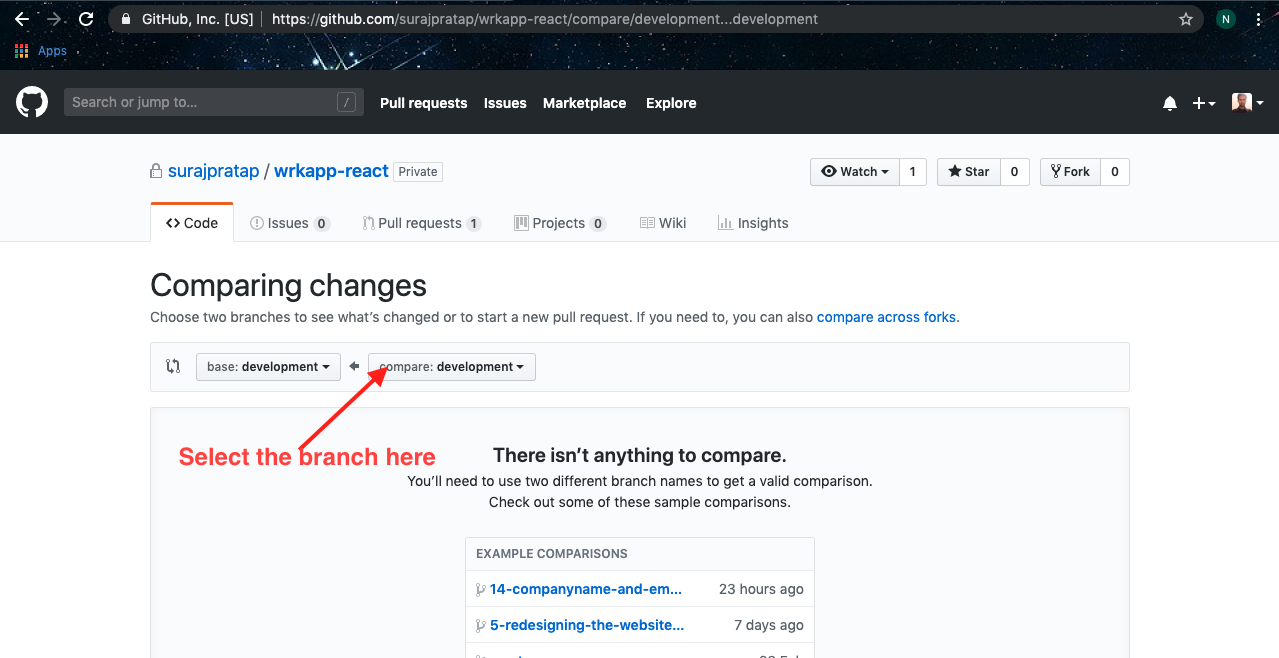 GitHub, Inc. [US] | https://github.com/surajpratap/wrkapp-react/compare/development...development
N
Apps
Search or jump to... / Pull requests Issues Marketplace Explore
surajpratap / wrkapp-react Private
Watch 1 Star 0 Fork 0
Code Issues 0 Pull requests 1 Projects 0 Wiki Insights
Comparing changes
Choose two branches to see what's changed or to start a new pull request. If you need to, you can also compare across forks.
base: development compare: development
Select the branch here
There isn't anything to compare.
You'll need to use two different branch names to get a valid comparison.
Check out some of these sample comparisons.
EXAMPLE COMPARISONS
14-companyname-and-em... 23 hours ago
5-redesigning-the-website... 7 days ago